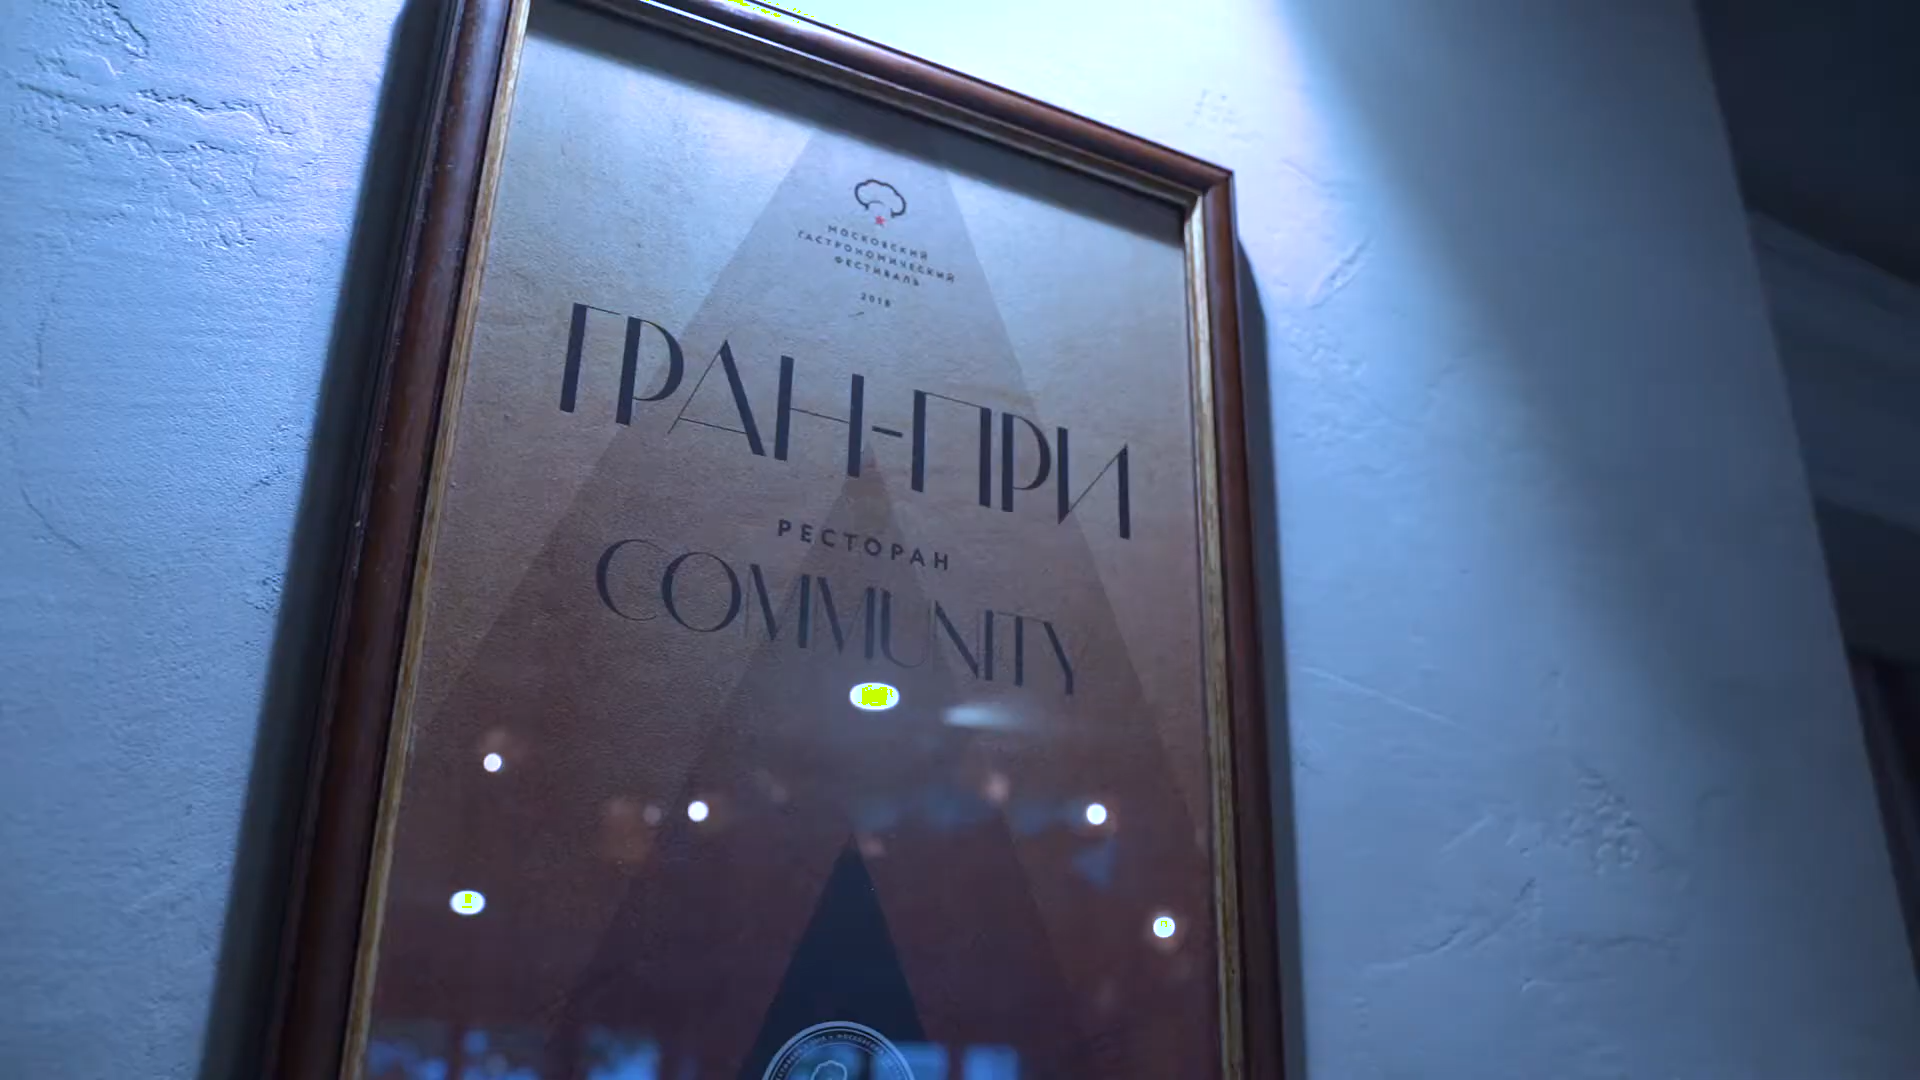 МОСКОВСКИЙ
ГАСТРОНОМИЧЕСКИЙ
ФЕСТИВАЛЬ
2018
ГРАН-ПРИ
РЕСТОРАН
COMMUNITY